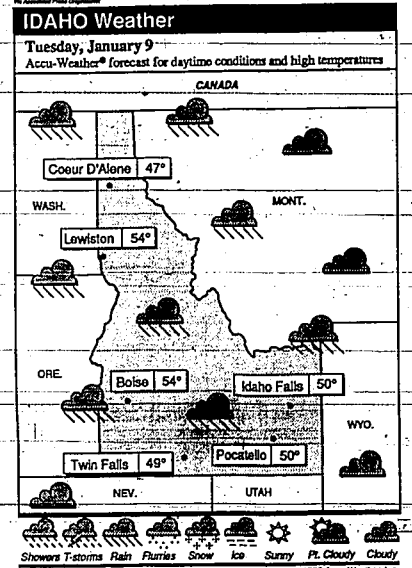 IDAHO Weather
Tuesday, January 9
Accu-Weather® forecast for daytime conditions and high temperatures
CANADA
Coeur D'Alene 47°
WASH.
MONT.
Lewiston 54°
ORE.
Boise 54°
Idaho Falls 50°
WYO.
Twin Falls 49°
Pocatello 50°
NEV.
UTAH
Showers T-storms Rain Flurries Snow Ice Sunny Pt. Cloudy Cloudy